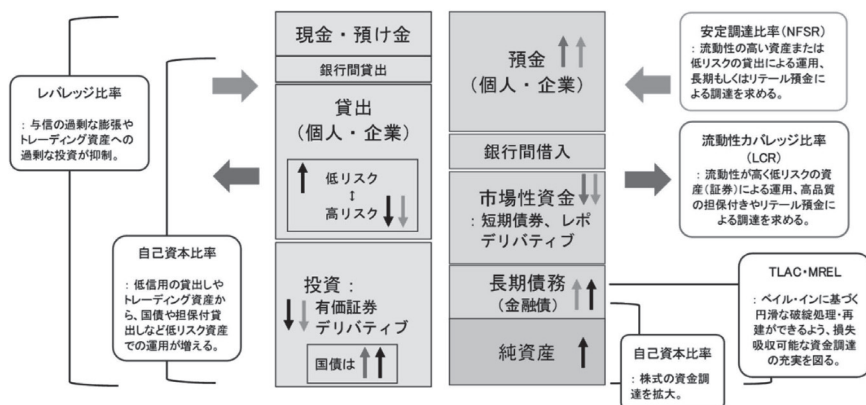 レバレッジ比率
：与信の過剰な膨張や
トレーディング資産への
過剰な投資が抑制。
自己資本比率
：低信用の貸出しや
トレーディング資産か
ら、国債や担保付貸
出しなど低リスク資産
での運用が増える。
現金・預け金
銀行間貸出
貸出
（個人・企業）
低リスク
↕
高リスク
投資：
有価証券
デリバティブ
国債は
預金
（個人・企業）
銀行間借入
市場性資金
：短期債券、レポ
デリバティブ
長期債務
（金融債）
純資産
安定調達比率（NFSR）
：流動性の高い資産または
低リスクの貸出による運用、
長期もしくはリテール預金に
よる調達を求める。
流動性カバレッジ比率
（LCR）
：流動性が高く低リスクの資
産（証券）による運用、高品質
の担保付きやリテール預金に
よる調達を求める。
TLAC・MREL
：ベイル・インに基づく
円滑な破綻処理・再
建ができるよう、損失
吸収可能な資金調達
の充実を図る。
自己資本比率
：株式の資金調
達を拡大。